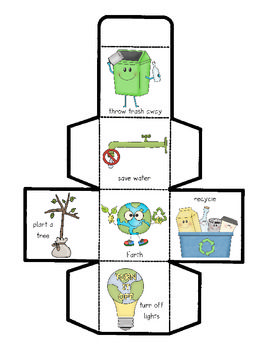 throw trash away
save water
recycle
plant a
tree
Earth
turn off
lights